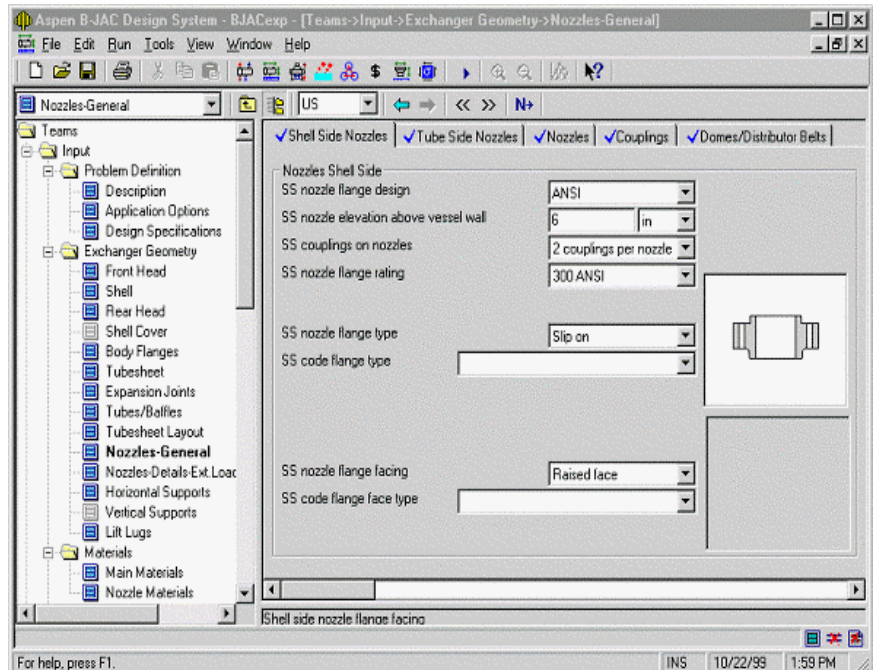 Aspen B-JAC Design System - BJACexp - [Teams->Input->Exchanger Geometry->Nozzles-General]
File Edit Run Tools View Window Help
Nozzles-General
US
N
Teams
Input
Problem Definition
Description
Application Options
Design Specifications
Exchanger Geometry
Front Head
Shell
Rear Head
Shell Cover
Body Flanges
Tubesheet
Expansion Joints
Tubes/Baffles
Tubesheet Layout
Nozzles-General
Nozzles-Details-Ext.Loac
Horizontal Supports
Vertical Supports
Lift Lugs
Materials
Main Materials
Nozzle Materials
Shell Side Nozzles Tube Side Nozzles Nozzles Couplings Domes/Distributor Belts
Nozzles Shell Side
SS nozzle flange design ANSI
SS nozzle elevation above vessel wall 6 in
SS couplings on nozzles 2 couplings per nozzle
SS nozzle flange rating 300 ANSI
SS nozzle flange type Slip on
SS code flange type
SS nozzle flange facing Raised face
SS code flange face type
Shell side nozzle flange facing
For help, press F1. INS 10/22/99 1:59 PM